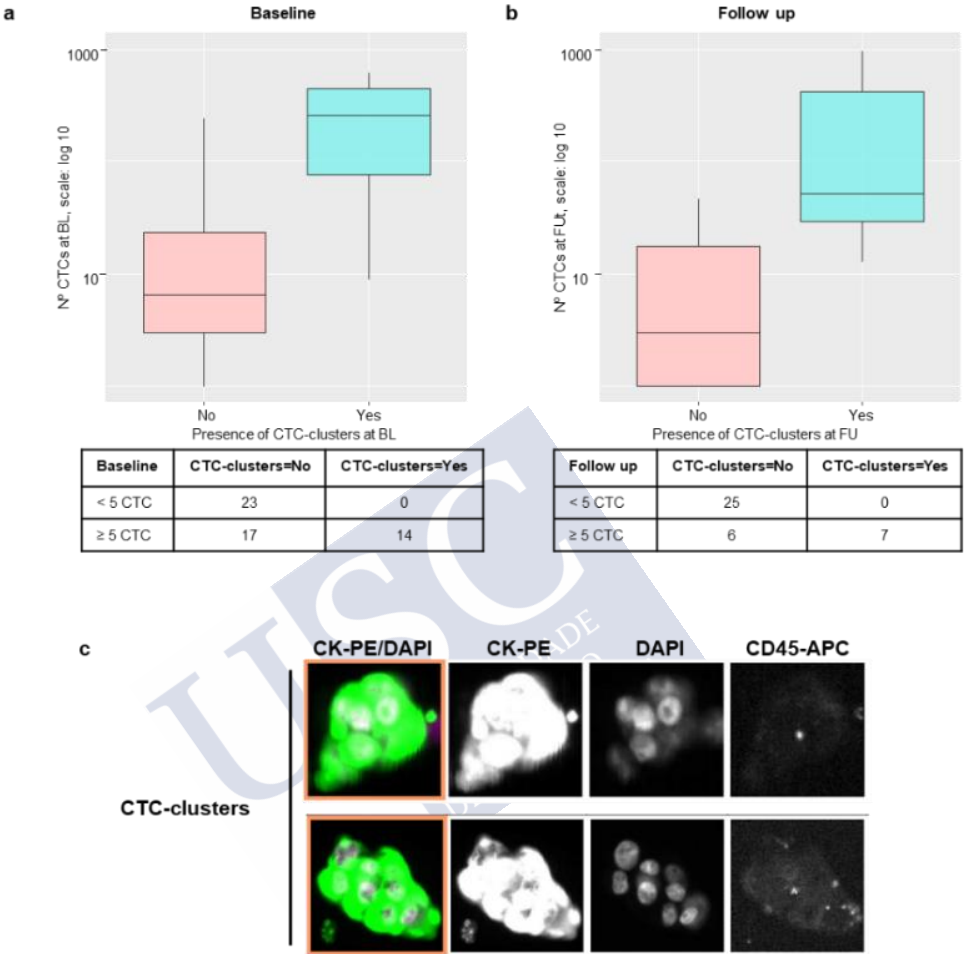 a
Baseline
1000
10
Nº CTCs at BL, scale: log 10
No Yes
Presence of CTC-clusters at BL
b
Follow up
1000
10
Nº CTCs at FUt, scale: log 10
No Yes
Presence of CTC-clusters at FU
Baseline CTC-clusters=No CTC-clusters=Yes
< 5 CTC 23 0
≥ 5 CTC 17 14
Follow up CTC-clusters=No CTC-clusters=Yes
< 5 CTC 25 0
≥ 5 CTC 6 7
USC
c
CK-PE/DAPI CK-PE DAPI CD45-APC
CTC-clusters